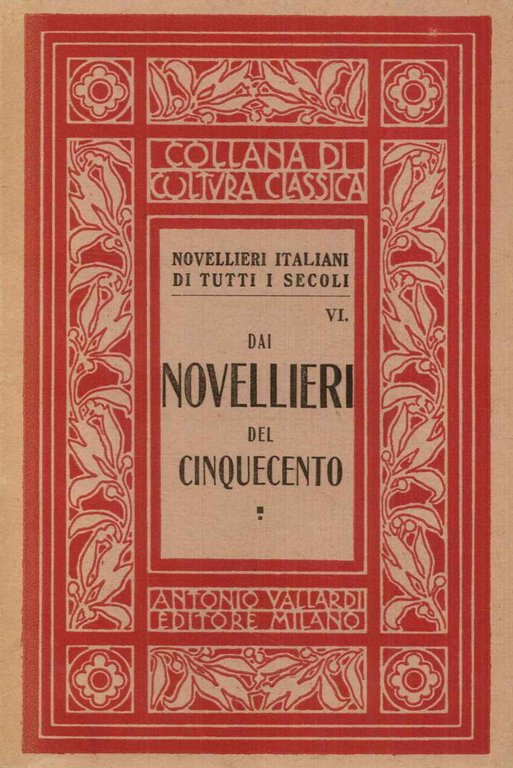 COLLANA DI
COLTVRA CLASSICA
NOVELLIERI ITALIANI
DI TUTTI I SECOLI
VI.
DAI
NOVELLIERI
DEL
CINQUECENTO
ANTONIO VALLARDI
EDITORE MILANO